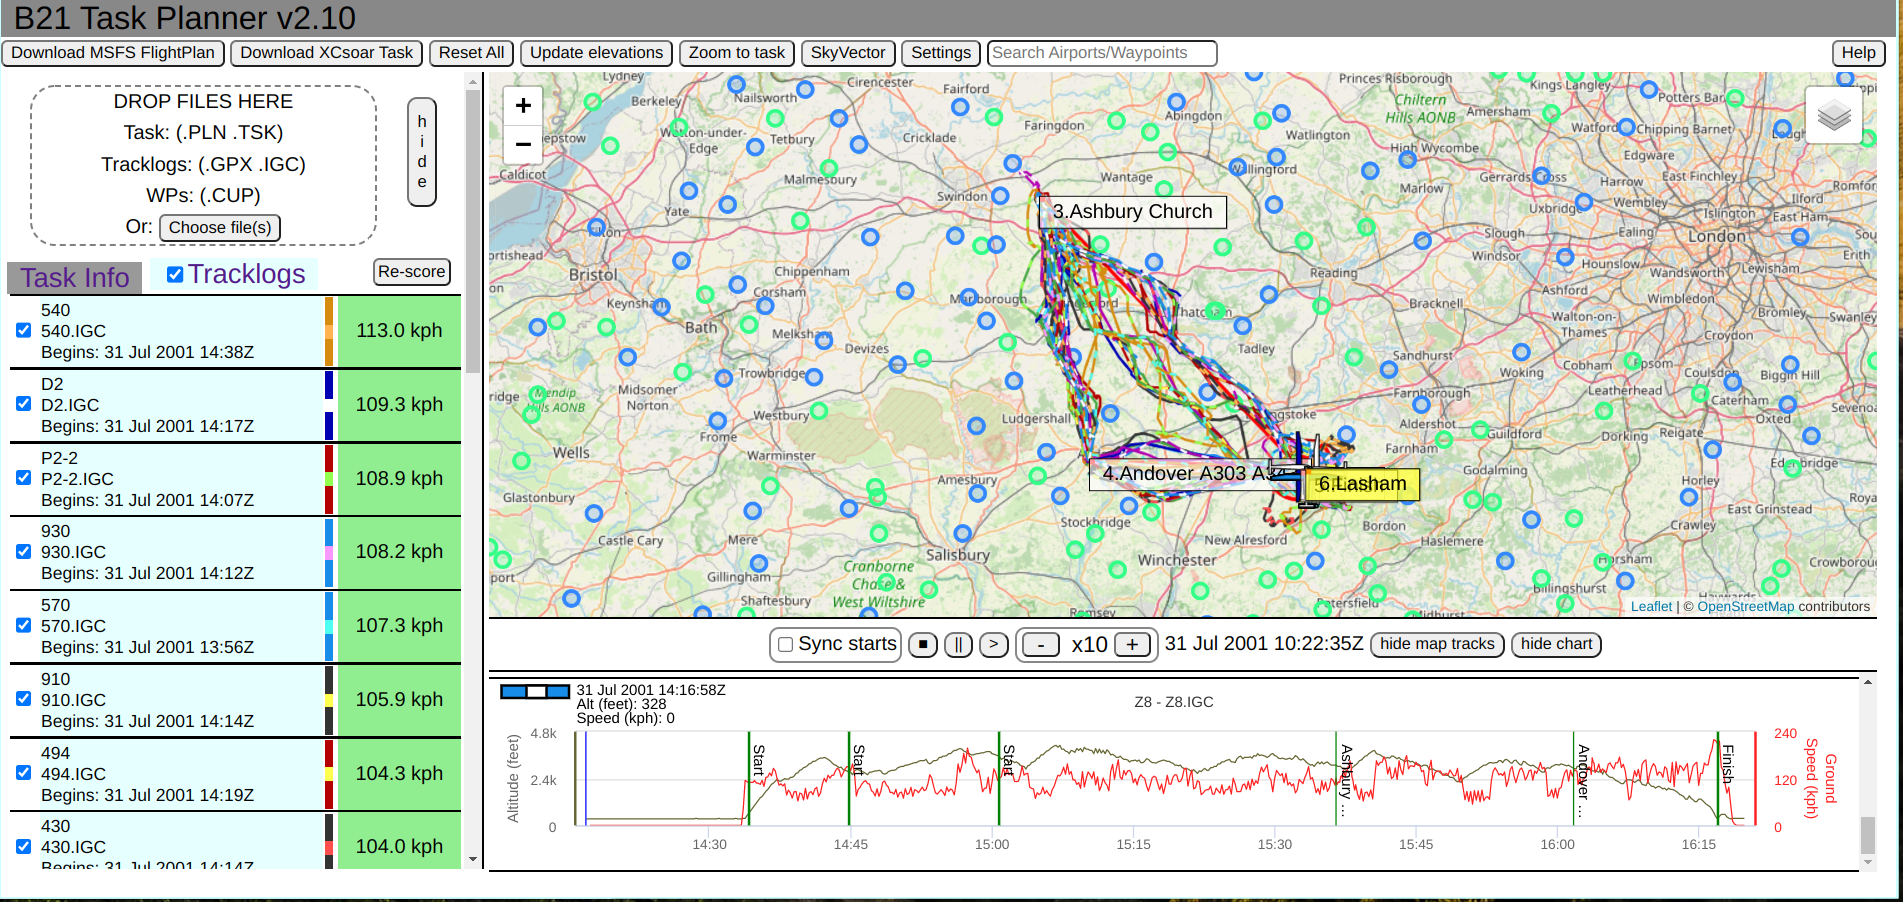 B21 Task Planner v2.10
Download MSFS FlightPlan
Download XCsoar Task
Reset All
Update elevations
Zoom to task
SkyVector
Settings
Search Airports/Waypoints
Help
DROP FILES HERE
Task: (.PLN .TSK)
Tracklogs: (.GPX .IGC)
WPs: (.CUP)
Or: Choose file(s)
h
i
d
e
Task Info
Tracklogs
Re-score
540
540.IGC
Begins: 31 Jul 2001 14:38Z
113.0 kph
D2
D2.IGC
Begins: 31 Jul 2001 14:17Z
109.3 kph
P2-2
P2-2.IGC
Begins: 31 Jul 2001 14:07Z
108.9 kph
930
930.IGC
Begins: 31 Jul 2001 14:12Z
108.2 kph
570
570.IGC
Begins: 31 Jul 2001 13:56Z
107.3 kph
910
910.IGC
Begins: 31 Jul 2001 14:14Z
105.9 kph
494
494.IGC
Begins: 31 Jul 2001 14:19Z
104.3 kph
430
430.IGC
Begins: 31 Jul 2001 14:14Z
104.0 kph
+
−
Lydney
Berkeley
Nailsworth
Cirencester
Fairford
Abingdon
Princes Risborough
Kings Langley
Potters Bar
Chiltern
Hills AONB
Amersham
Watford
Chipping Barnet
Tetbury
Cricklade
Faringdon
Watlington
High Wycombe
Edgware
Edge
Caldicot
Malmesbury
Swindon
Wantage
Wallingford
Marlow
Gerrards Cross
Harrow
East Finchley
Romfor
Yate
3.Ashbury Church
Uxbridge
Wembley
Ilford
Islington
East Ham
Ealing
London
Slough
Windsor
Hounslow
Wandsworth
Lewisham
Erith
Bristol
Chippenham
Reading
Ashford
Wimbledon
Keynsham
Corsham
Marlborough
Bracknell
Walton-on-
Thames
Croydon
Bromley
Swanley
Bath
Melksham
Devizes
Tadley
Sandhurst
Cobham
Epsom
Woking
Leatherhead
Coulsdon
Biggin Hill
Mendip
Hills AONB
Midsomer
Norton
Trowbridge
Westbury
Ludgershall
Farnborough
Aldershot
Guildford
Caterham
Oxted
Sevenoa
Dorking
Reigate
Wells
Frome
Warminster
Amesbury
4.Andover A303 A34
6.Lasham
Farnham
Godalming
Edenbridge
Glastonbury
Stockbridge
Bordon
Crawley
East Grinstead
Castle Cary
Mere
Salisbury
Winchester
New Alresford
Haslemere
Horsham
Crowborou
Gillingham
Cranborne
Chase &
West Wiltshire
Shaftesbury
Romsey
Petersfield
Midhurst
Billingshurst
Leaflet | © OpenStreetMap contributors
Sync starts
■
||
>
-
x10
+
31 Jul 2001 10:22:35Z
hide map tracks
hide chart
31 Jul 2001 14:16:58Z
Alt (feet): 328
Speed (kph): 0
Z8 - Z8.IGC
Altitude (feet)
4.8k
2.4k
0
Start
Start
Start
Ashbury ...
Andover ...
Finish
240
120
0
Ground
Speed (kph)
14:30
14:45
15:00
15:15
15:30
15:45
16:00
16:15